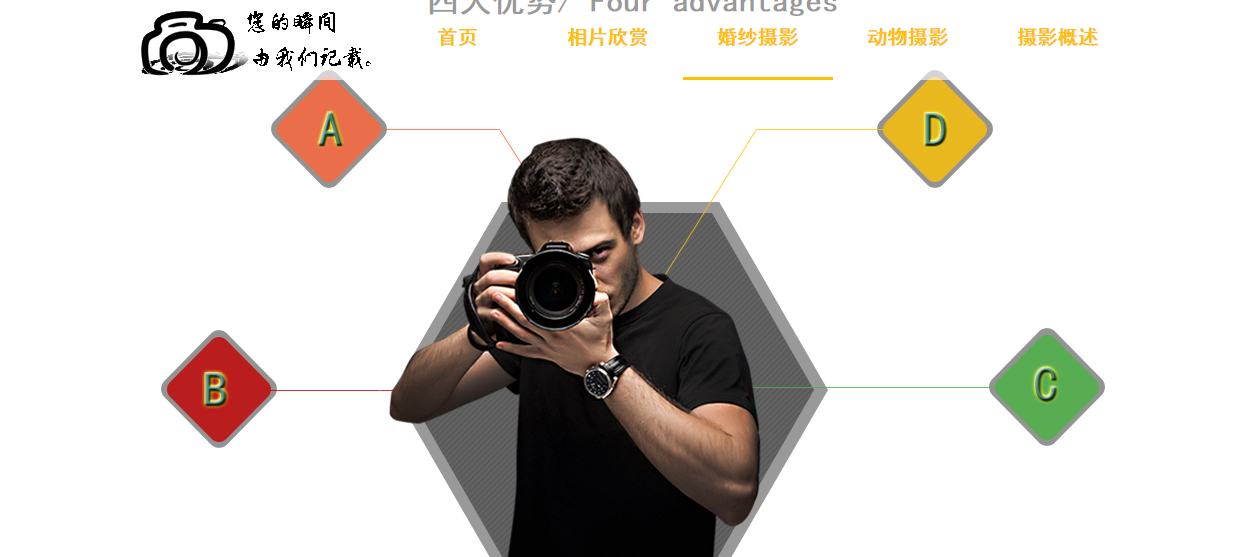 四大优势/ Four advantages
您的瞬间
由我们记载。
首页 相片欣赏 婚纱摄影 动物摄影 摄影概述
A
D
B
C